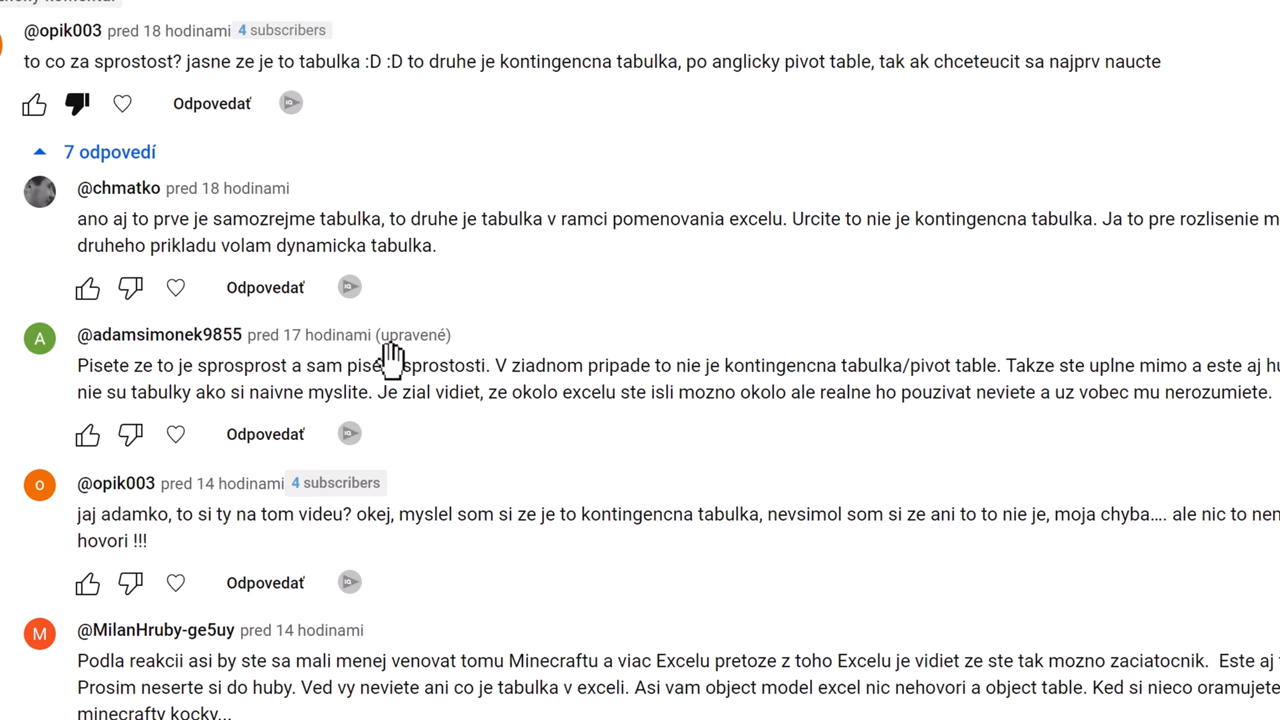 @opik003 pred 18 hodinami 4 subscribers
to co za sprostost? jasne ze je to tabulka :D :D to druhe je kontingencna tabulka, po anglicky pivot table, tak ak chceteucit sa najprv naucte
Odpovedať
7 odpovedí
@chmatko pred 18 hodinami
ano aj to prve je samozrejme tabulka, to druhe je tabulka v ramci pomenovania excelu. Urcite to nie je kontingencna tabulka. Ja to pre rozlisenie
druheho prikladu volam dynamicka tabulka.
Odpovedať
A
@adamsimonek9855 pred 17 hodinami (upravené)
Pisete ze to je sprosprost a sam sprostosti. V ziadnom pripade to nie je kontingencna tabulka/pivot table. Takze ste uplne mimo a este aj
nie su tabulky ako si naivne myslite. Je zial vidiet, ze okolo excelu ste isli mozno okolo ale realne ho pouzivat neviete a uz vobec mu nerozumiete.
Odpovedať
o
@opik003 pred 14 hodinami 4 subscribers
jaj adamko, to si ty na tom videu? okej, myslel som si ze je to kontingencna tabulka, nevsimol som si ze ani to to nie je, moja chyba.... ale nic to
hovori !!!
Odpovedať
M
@MilanHruby-ge5uy pred 14 hodinami
Podla reakcii asi by ste sa mali menej venovat tomu Minecraftu a viac Excelu pretoze z toho Excelu je vidiet ze ste tak mozno zaciatocnik. Este aj
Prosim neserte si do huby. Ved vy neviete ani co je tabulka v exceli. Asi vam object model excel nic nehovori a object table. Ked si nieco oramujete
minecrafty kocky...